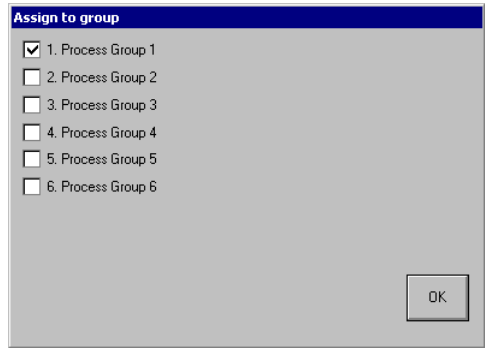 Assign to group
1. Process Group 1
2. Process Group 2
3. Process Group 3
4. Process Group 4
5. Process Group 5
6. Process Group 6
OK